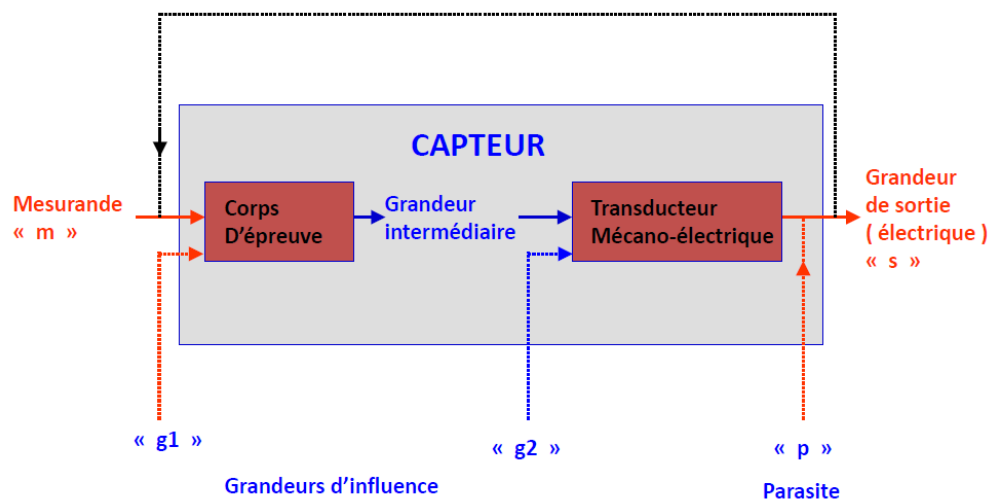 CAPTEUR
Mesurande
« m »
Corps
D'épreuve
Grandeur
intermédiaire
Transducteur
Mécano-électrique
Grandeur
de sortie
( électrique )
« s »
« g1 »
« g2 »
« p »
Grandeurs d'influence
Parasite